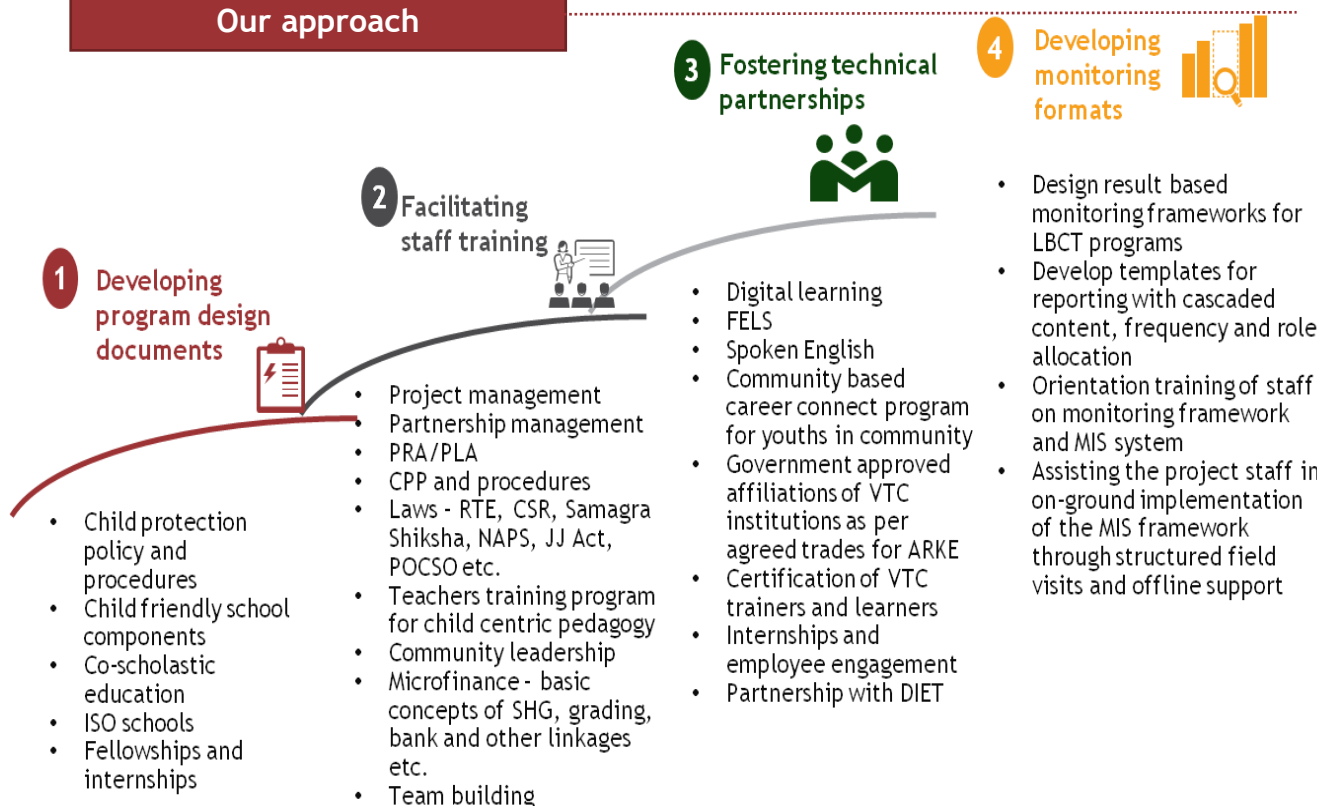 Our approach
1
Developing
program design
documents
• Child protection
policy and
procedures
• Child friendly school
components
• Co-scholastic
education
• ISO schools
• Fellowships and
internships
2
Facilitating
staff training
• Project management
• Partnership management
• PRA/PLA
• CPP and procedures
• Laws - RTE, CSR, Samagra
Shiksha, NAPS, JJ Act,
POCSO etc.
• Teachers training program
for child centric pedagogy
• Community leadership
• Microfinance - basic
concepts of SHG, grading,
bank and other linkages
etc.
• Team building
3
Fostering technical
partnerships
• Digital learning
• FELS
• Spoken English
• Community based
career connect program
for youths in community
• Government approved
affiliations of VTC
institutions as per
agreed trades for ARKE
• Certification of VTC
trainers and learners
• Internships and
employee engagement
• Partnership with DIET
4
Developing
monitoring
formats
• Design result based
monitoring frameworks for
LBCT programs
• Develop templates for
reporting with cascaded
content, frequency and role
allocation
• Orientation training of staff
on monitoring framework
and MIS system
• Assisting the project staff in
on-ground implementation
of the MIS framework
through structured field
visits and offline support